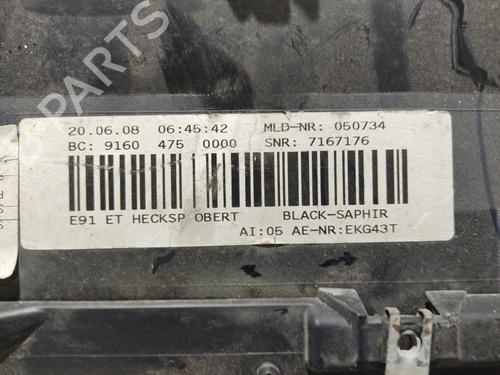 B-PARTS
20.06.08 06:45:42 MLD-NR: 050734
BC: 9160 475 0000 SNR: 7167176
E91 ET HECKSP OBERT BLACK-SAPHIR
AI:05 AE-NR:EKG43T